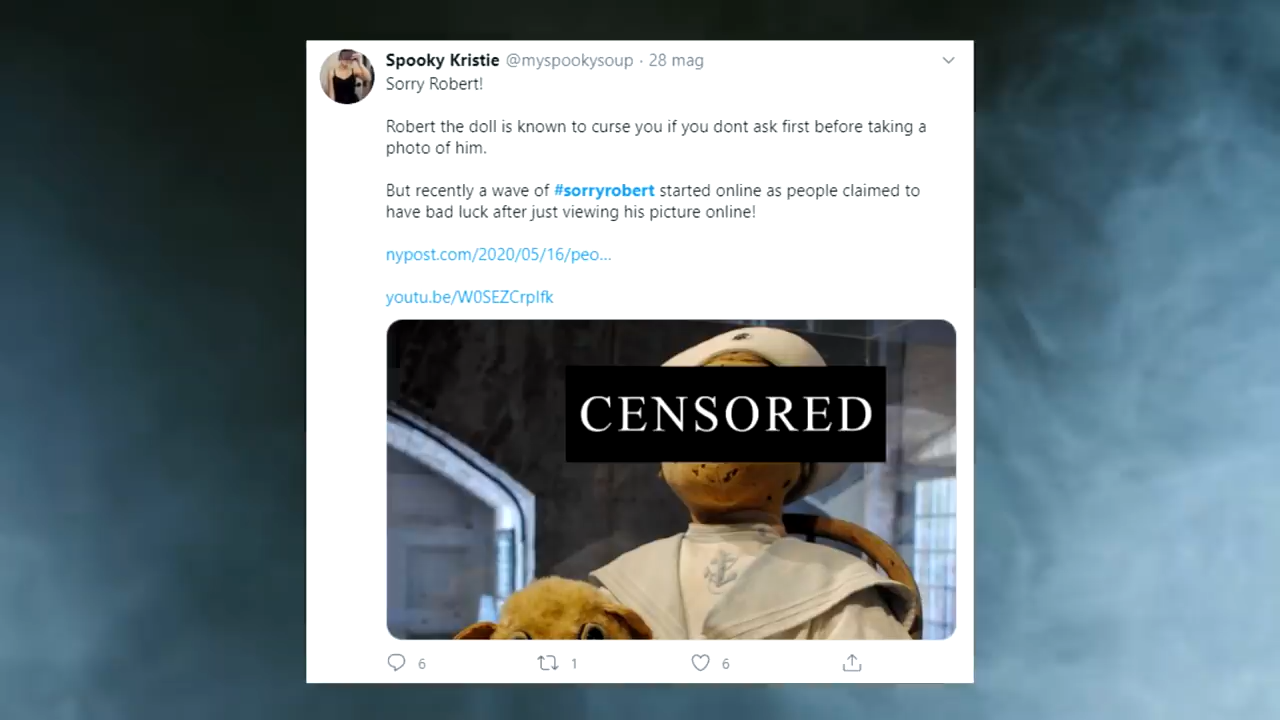 Spooky Kristie @myspookysoup · 28 mag
Sorry Robert!
Robert the doll is known to curse you if you dont ask first before taking a
photo of him.
But recently a wave of #sorryrobert started online as people claimed to
have bad luck after just viewing his picture online!
nypost.com/2020/05/16/peo...
youtu.be/W0SEZCrpIfk
CENSORED
6 1 6